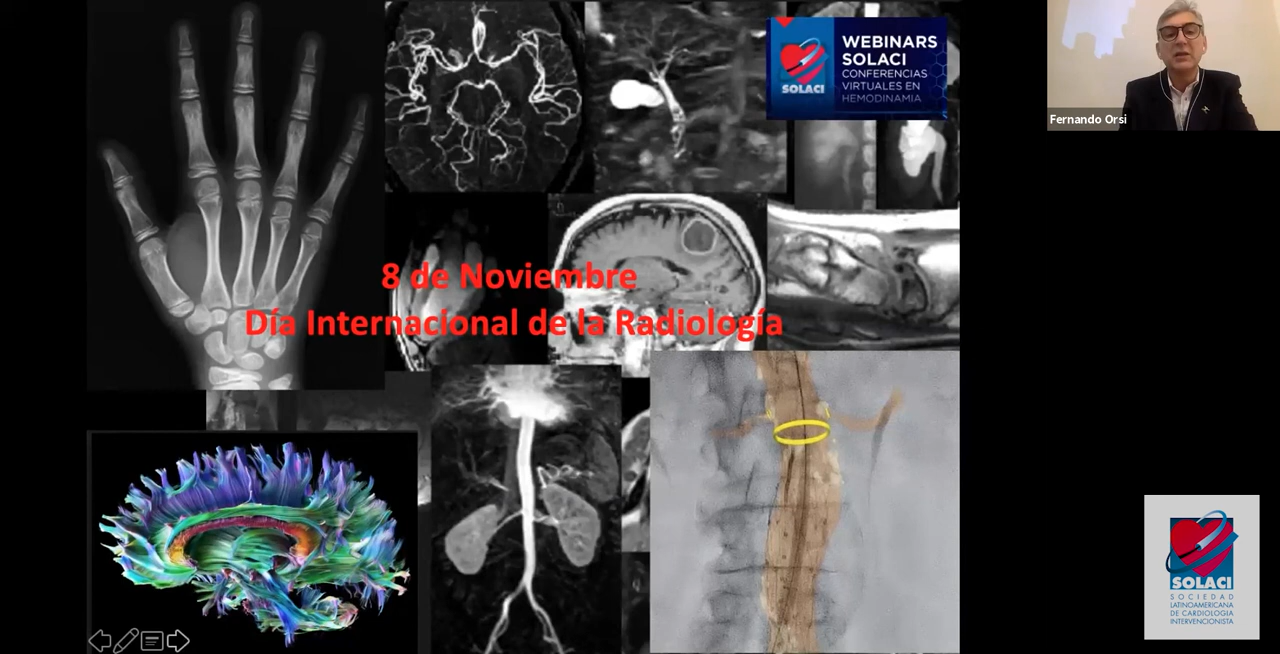 WEBINARS
SOLACI
CONFERENCIAS
VIRTUALES EN
HEMODINAMIA
SOLACI
Fernando Orsi
8 de Noviembre
Día Internacional de la Radiología
SOLACI
SOCIEDAD
LATINOAMERICANA
DE CARDIOLOGIA
INTERVENCIONISTA